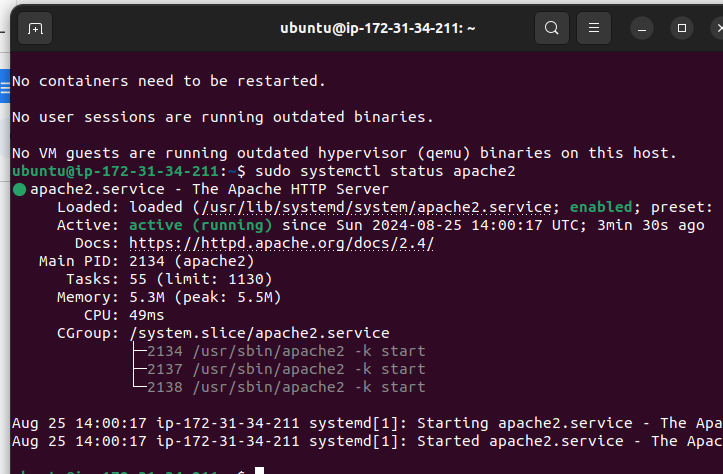 ubuntu@ip-172-31-34-211: ~
No containers need to be restarted.
No user sessions are running outdated binaries.
No VM guests are running outdated hypervisor (qemu) binaries on this host.
ubuntu@ip-172-31-34-211:~$ sudo systemctl status apache2
● apache2.service - The Apache HTTP Server
Loaded: loaded (/usr/lib/systemd/system/apache2.service; enabled; preset:
Active: active (running) since Sun 2024-08-25 14:00:17 UTC; 3min 30s ago
Docs: https://httpd.apache.org/docs/2.4/
Main PID: 2134 (apache2)
Tasks: 55 (limit: 1130)
Memory: 5.3M (peak: 5.5M)
CPU: 49ms
CGroup: /system.slice/apache2.service
├─2134 /usr/sbin/apache2 -k start
├─2137 /usr/sbin/apache2 -k start
└─2138 /usr/sbin/apache2 -k start
Aug 25 14:00:17 ip-172-31-34-211 systemd[1]: Starting apache2.service - The Apa
Aug 25 14:00:17 ip-172-31-34-211 systemd[1]: Started apache2.service - The Apac